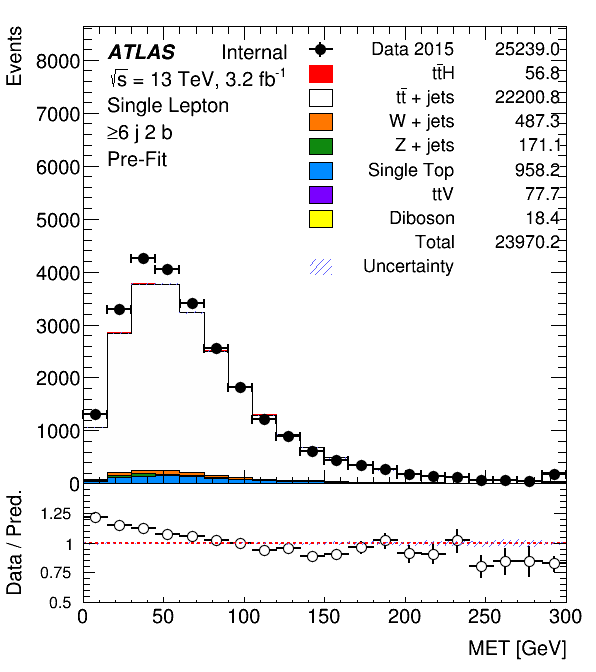 ATLAS Internal
√s = 13 TeV, 3.2 fb⁻¹
Single Lepton
≥6 j 2 b
Pre-Fit
Data 2015 25239.0
tt̄H 56.8
tt̄ + jets 22200.8
W + jets 487.3
Z + jets 171.1
Single Top 958.2
ttV 77.7
Diboson 18.4
Total 23970.2
Uncertainty
Events
8000
7000
6000
5000
4000
3000
2000
1000
0
Data / Pred.
1.25
1
0.75
0.5
0 50 100 150 200 250 300
MET [GeV]